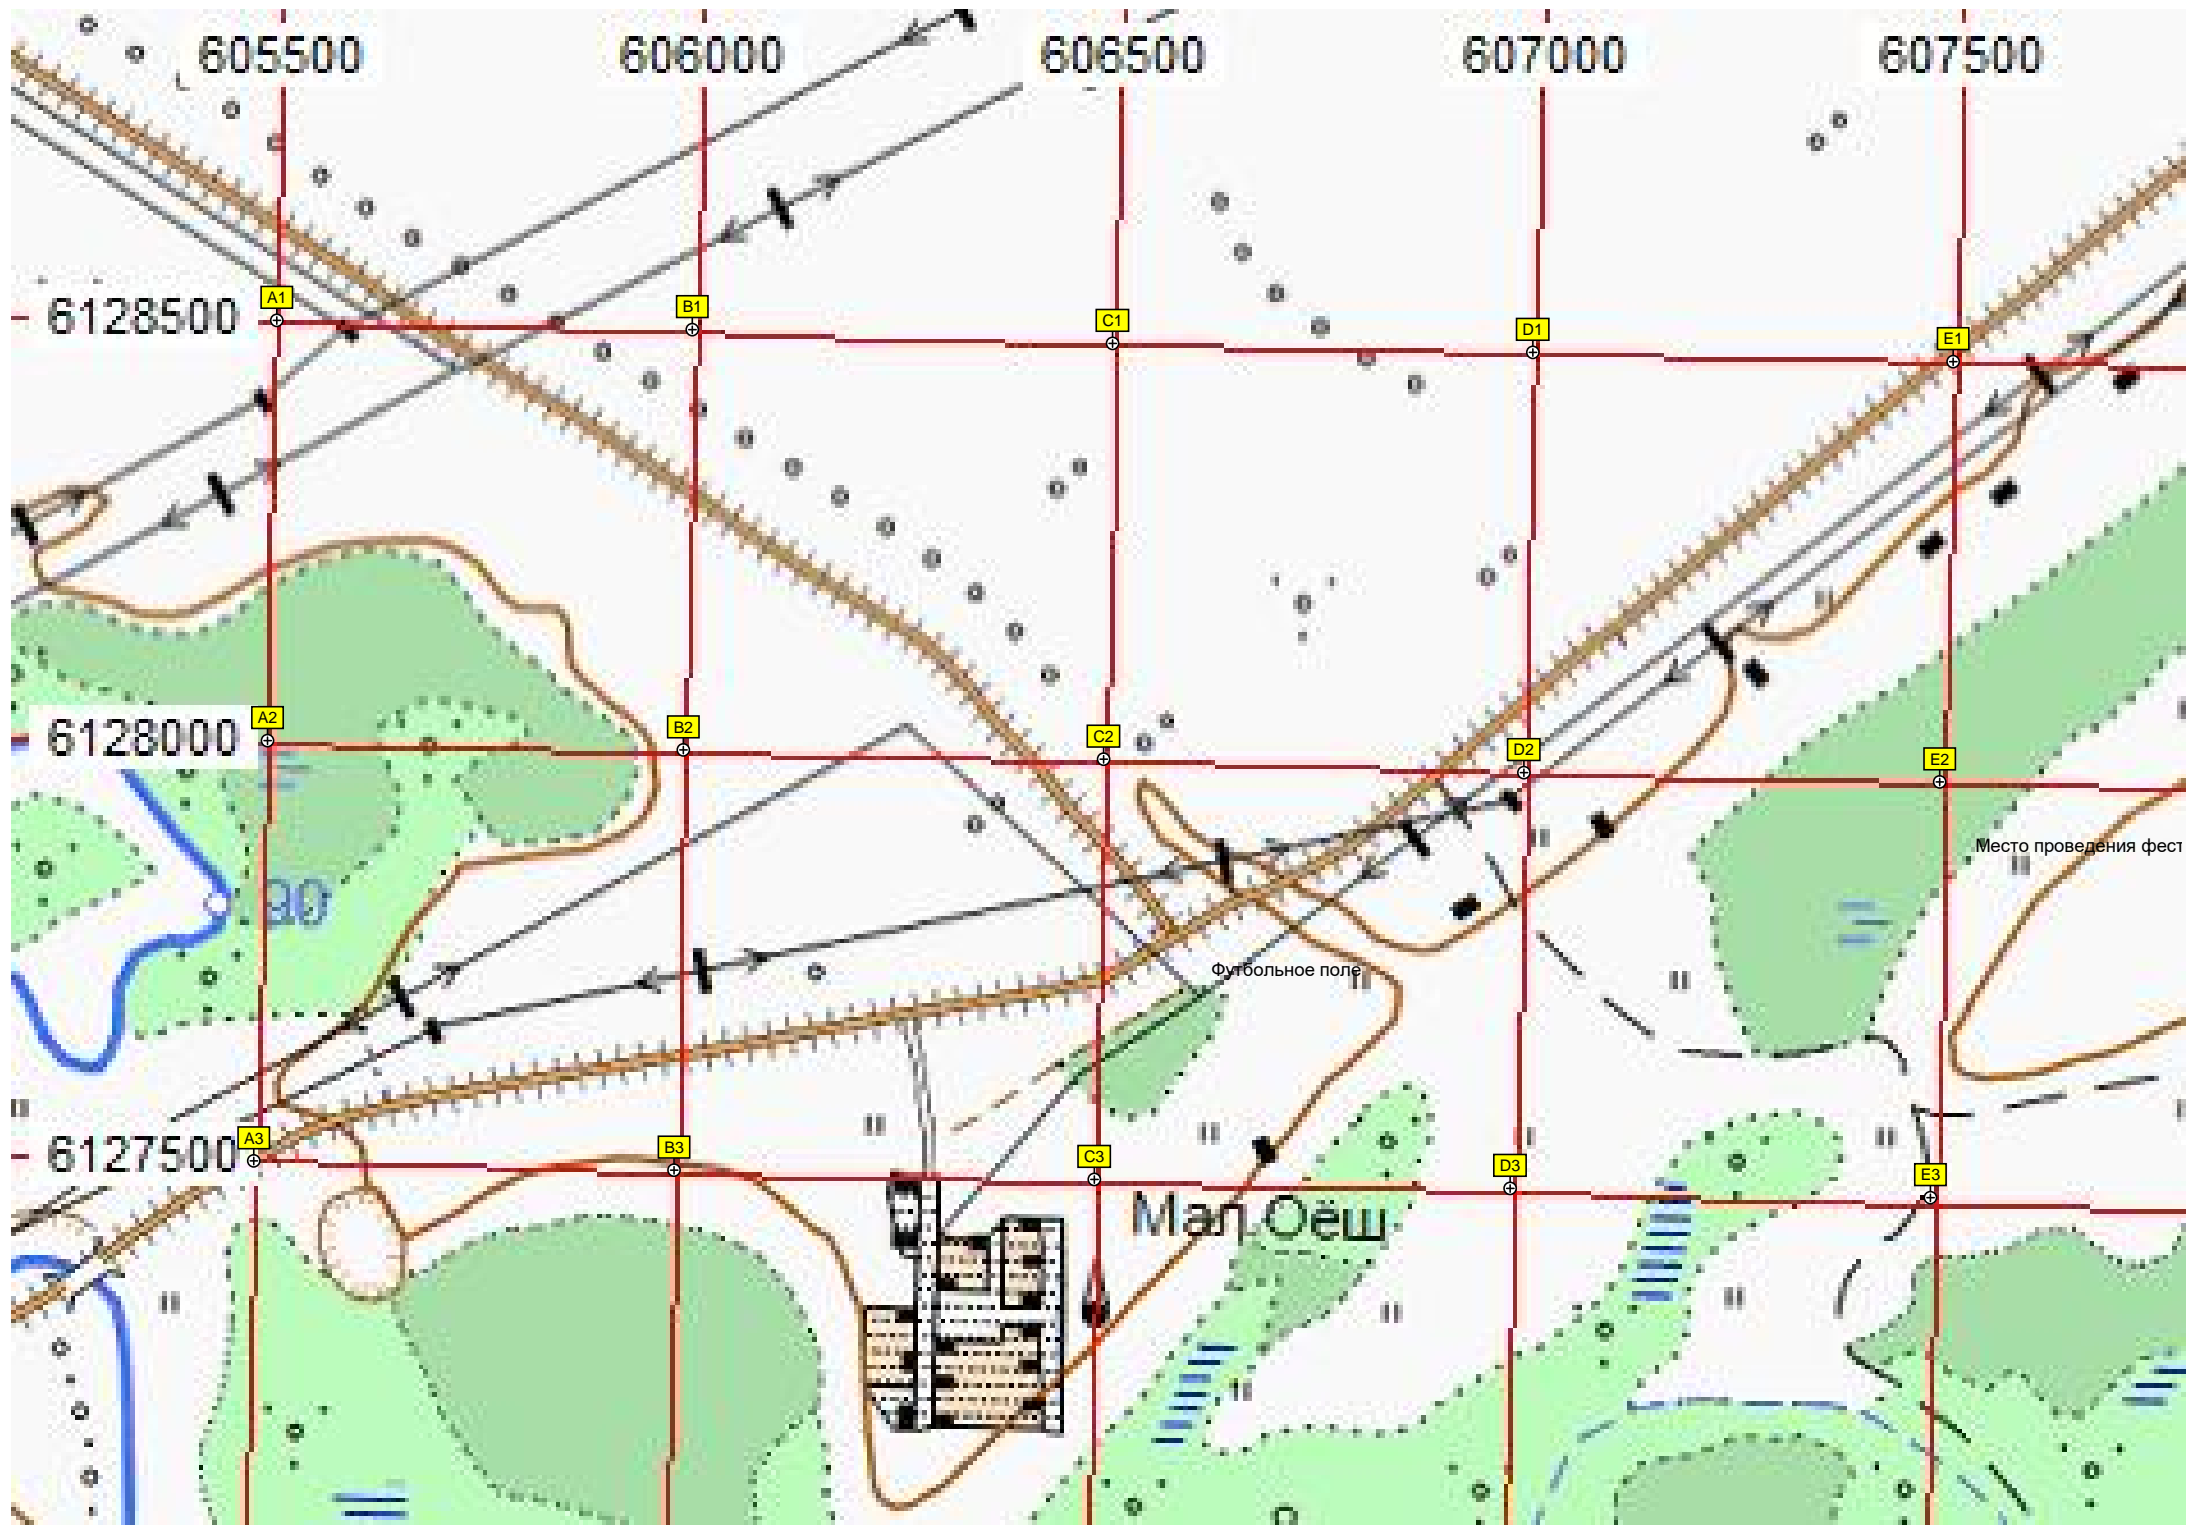 605500 606000 606500 607000 607500
A1 B1 C1 D1 E1
6128500
A2 B2 C2 D2 E2
6128000
Место проведения фест
90
Футбольное поле
A3 B3 C3 D3 E3
6127500
Мал.Оёш